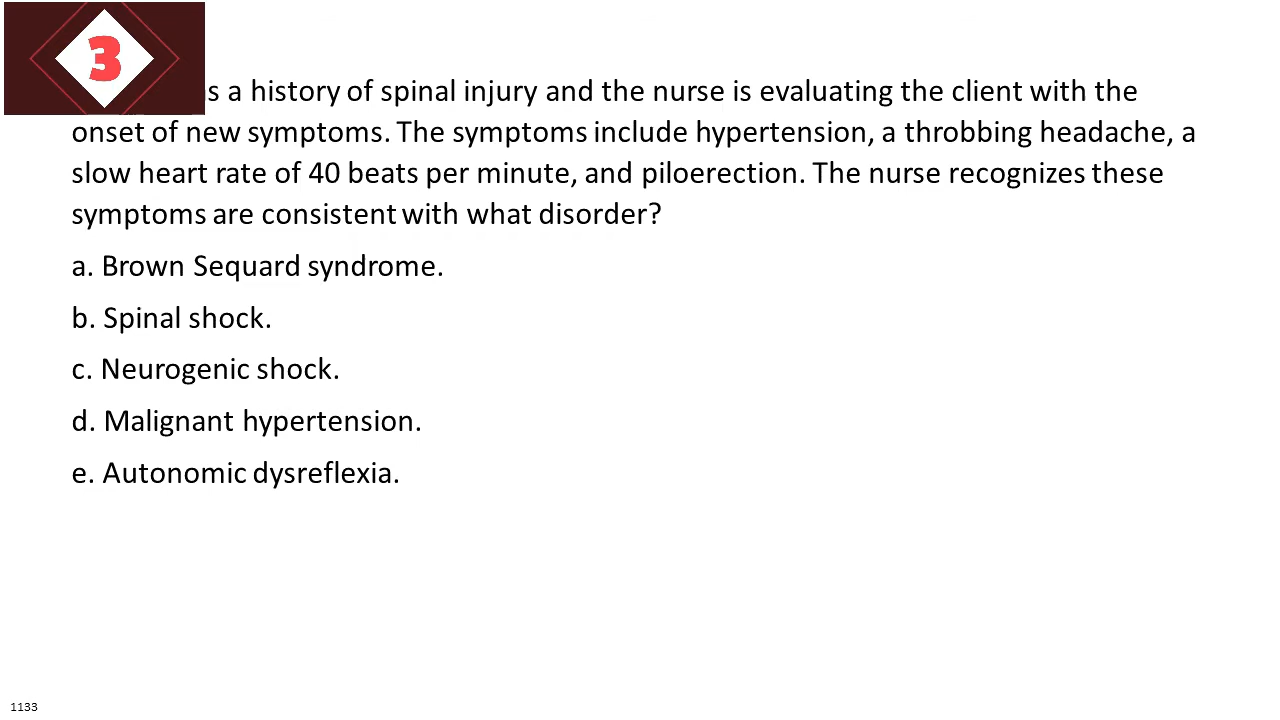 3
s a history of spinal injury and the nurse is evaluating the client with the
onset of new symptoms. The symptoms include hypertension, a throbbing headache, a
slow heart rate of 40 beats per minute, and piloerection. The nurse recognizes these
symptoms are consistent with what disorder?
a. Brown Sequard syndrome.
b. Spinal shock.
c. Neurogenic shock.
d. Malignant hypertension.
e. Autonomic dysreflexia.
1133